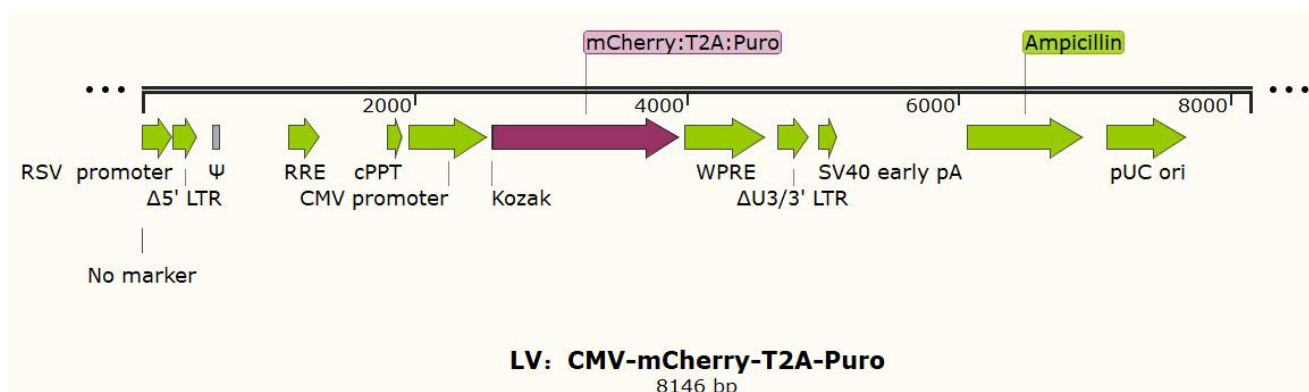 mCherry:T2A:Puro Ampicillin
2000 4000 6000 8000
RSV promoter Ψ RRE cPPT WPRE SV40 early pA pUC ori
Δ5' LTR CMV promoter Kozak ΔU3/3' LTR
No marker
LV: CMV-mCherry-T2A-Puro
8146 bp